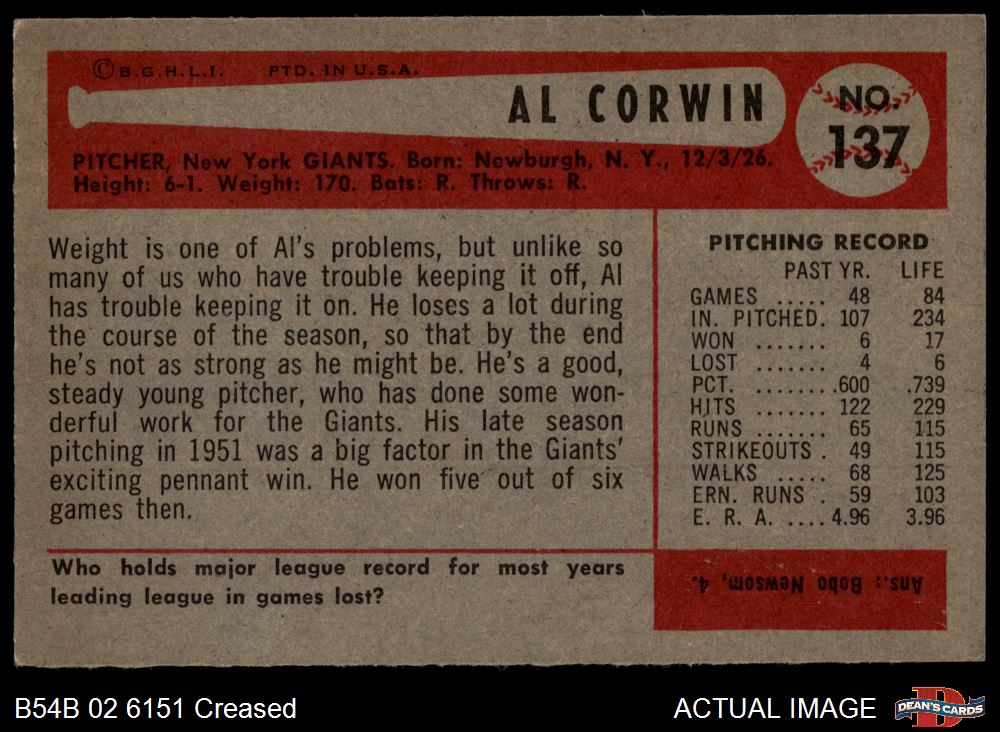 © B.G.H.L.I. PTD. IN U.S.A.
AL CORWIN
NO.
137
PITCHER, New York GIANTS. Born: Newburgh, N. Y., 12/3/26.
Height: 6-1. Weight: 170. Bats: R. Throws: R.
Weight is one of Al's problems, but unlike so
many of us who have trouble keeping it off, Al
has trouble keeping it on. He loses a lot during
the course of the season, so that by the end
he's not as strong as he might be. He's a good,
steady young pitcher, who has done some won-
derful work for the Giants. His late season
pitching in 1951 was a big factor in the Giants'
exciting pennant win. He won five out of six
games then.
PITCHING RECORD
PAST YR. LIFE
GAMES ..... 48 84
IN. PITCHED. 107 234
WON ....... 6 17
LOST ....... 4 6
PCT. ........ .600 .739
HITS ....... 122 229
RUNS ....... 65 115
STRIKEOUTS . 49 115
WALKS ..... 68 125
ERN. RUNS . 59 103
E. R. A. .... 4.96 3.96
Who holds major league record for most years
leading league in games lost?
Ans.: Bobo Newsom, 4.
B54B 02 6151 Creased
ACTUAL IMAGE
D
DEAN'S CARDS